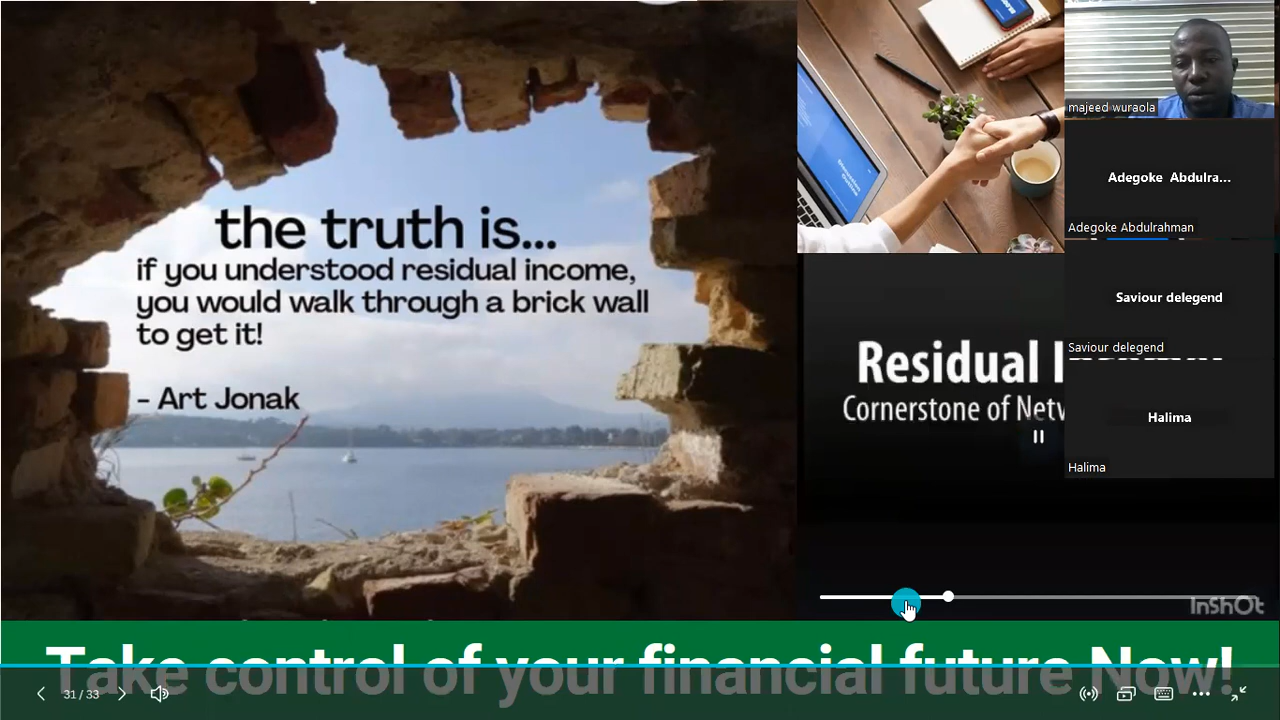 the truth is...
if you understood residual income,
you would walk through a brick wall
to get it!
- Art Jonak
majeed wuraola
Adegoke Abdulra...
Adegoke Abdulrahman
Saviour delegend
Saviour delegend
Halima
Halima
Residual
Cornerstone of
InShOt
Take control of your financial future Now!
31 / 33